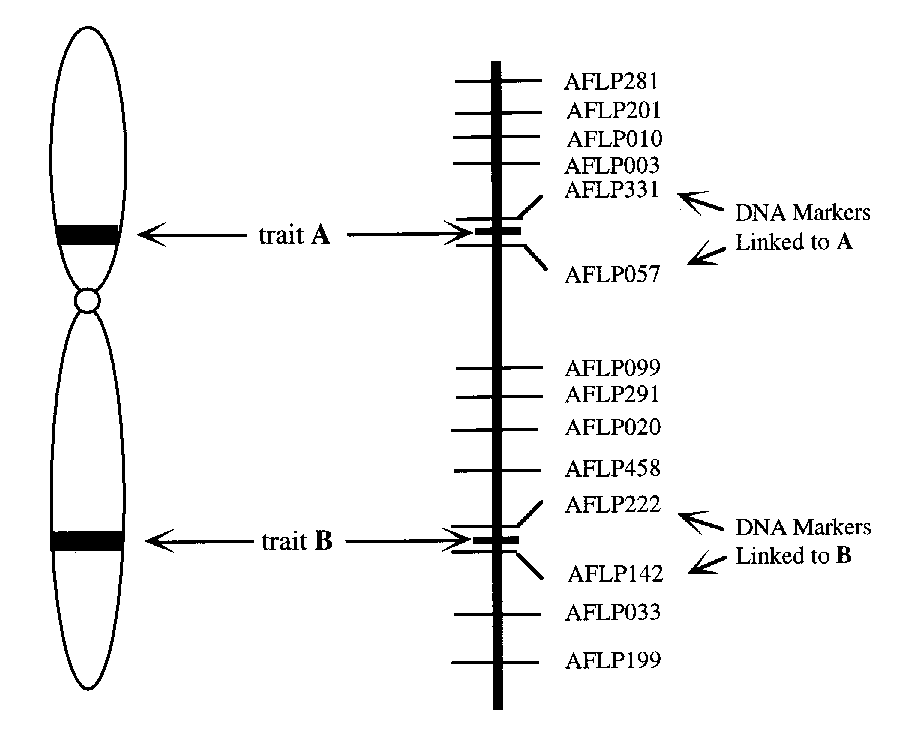 AFLP281
AFLP201
AFLP010
AFLP003
AFLP331
DNA Markers
Linked to A
trait A
AFLP057
AFLP099
AFLP291
AFLP020
AFLP458
AFLP222
DNA Markers
Linked to B
trait B
AFLP142
AFLP033
AFLP199